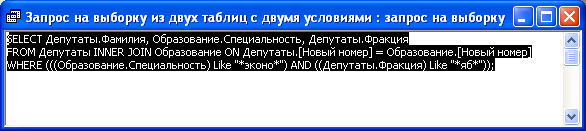 Запрос на выборку из двух таблиц с двумя условиями : запрос на выборку
SELECT Депутаты.Фамилия, Образование.Специальность, Депутаты.Фракция
FROM Депутаты INNER JOIN Образование ON Депутаты.[Новый номер] = Образование.[Новый номер]
WHERE (((Образование.Специальность) Like "*эконо*") AND ((Депутаты.Фракция) Like "*яб*"));